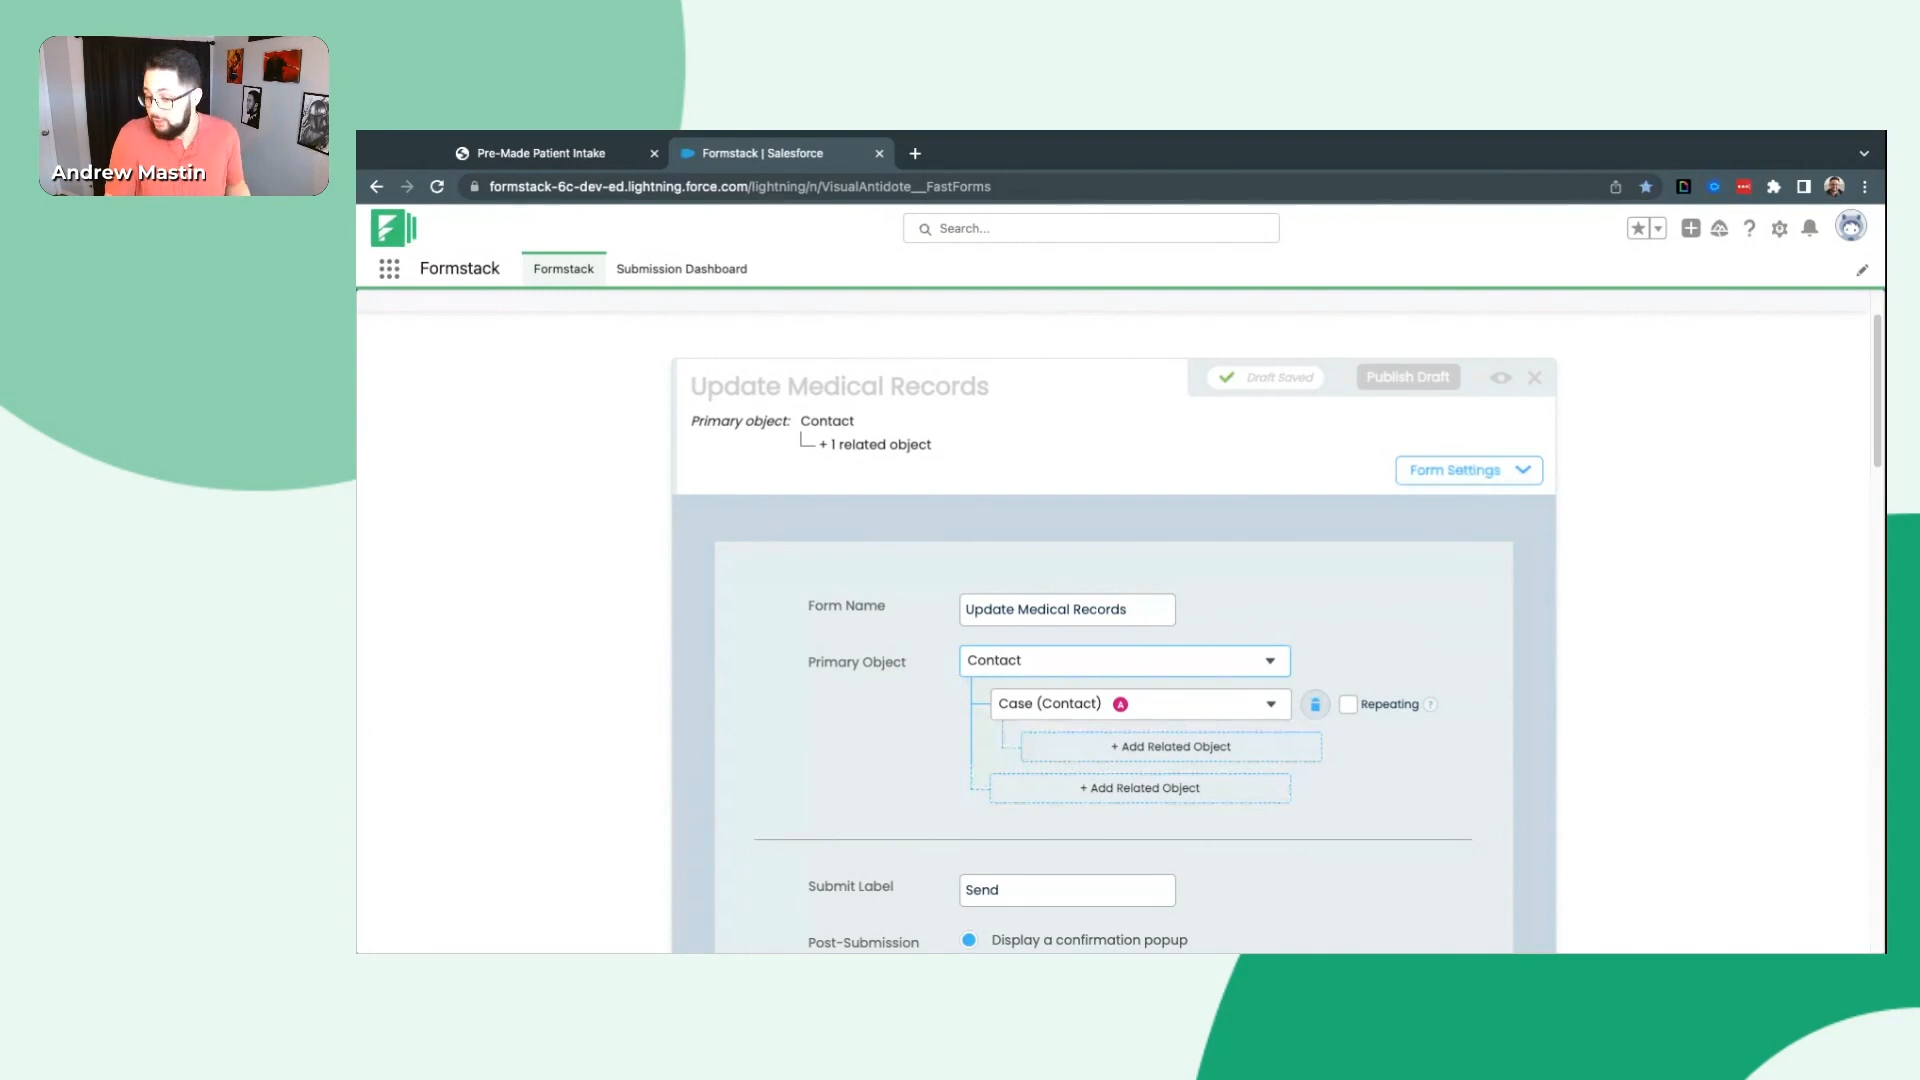 Andrew Mastin
Pre-Made Patient Intake
Formstack | Salesforce
formstack-6c-dev-ed.lightning.force.com/lightning/n/VisualAntidote__FastForms
Search...
Formstack
Formstack
Submission Dashboard
Update Medical Records
Draft Saved
Publish Draft
Primary object: Contact
+ 1 related object
Form Settings
Form Name
Update Medical Records
Primary Object
Contact
Case (Contact) A
Repeating ?
+ Add Related Object
+ Add Related Object
Submit Label
Send
Post-Submission
Display a confirmation popup